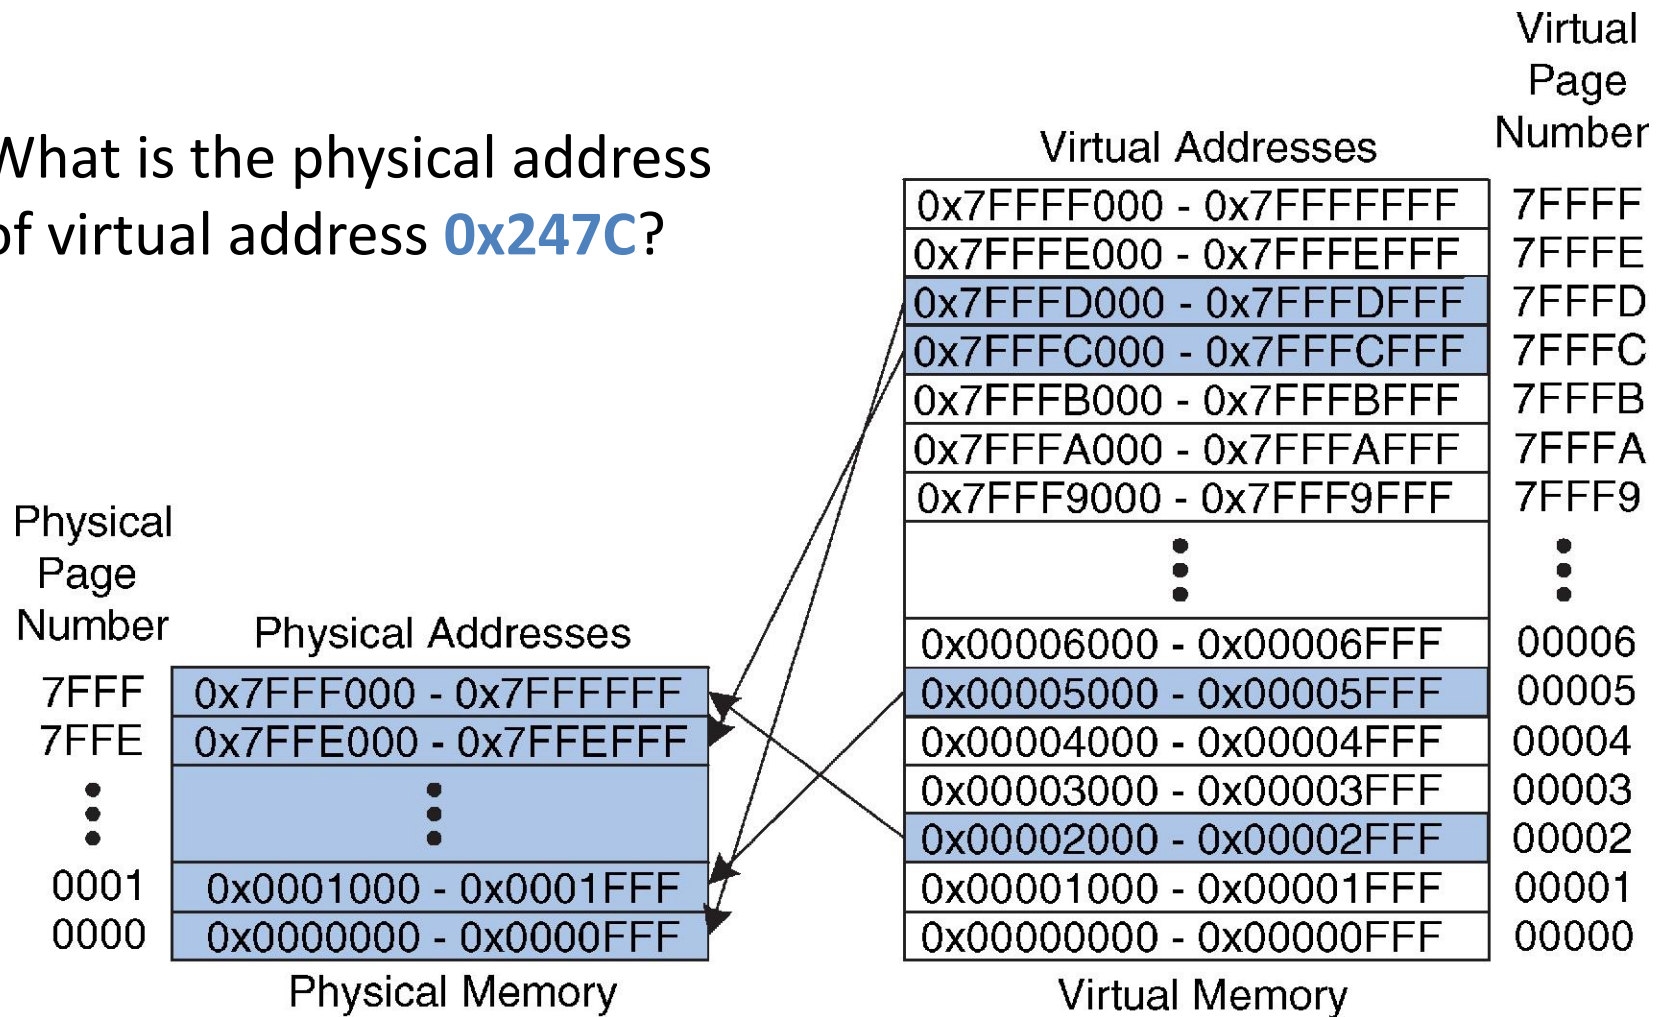 What is the physical address
of virtual address 0x247C?
Virtual
Page
Number
Virtual Addresses
0x7FFFF000 - 0x7FFFFFFF 7FFFF
0x7FFFE000 - 0x7FFFEFFF 7FFFE
0x7FFFD000 - 0x7FFFDFFF 7FFFD
0x7FFFC000 - 0x7FFFCFFF 7FFFC
0x7FFFB000 - 0x7FFFBFFF 7FFFB
0x7FFFA000 - 0x7FFFAFFF 7FFFA
0x7FFF9000 - 0x7FFF9FFF 7FFF9
0x00006000 - 0x00006FFF 00006
0x00005000 - 0x00005FFF 00005
0x00004000 - 0x00004FFF 00004
0x00003000 - 0x00003FFF 00003
0x00002000 - 0x00002FFF 00002
0x00001000 - 0x00001FFF 00001
0x00000000 - 0x00000FFF 00000
Virtual Memory
Physical
Page
Number
Physical Addresses
7FFF 0x7FFF000 - 0x7FFFFFF
7FFE 0x7FFE000 - 0x7FFEFFF
0001 0x0001000 - 0x0001FFF
0000 0x0000000 - 0x0000FFF
Physical Memory